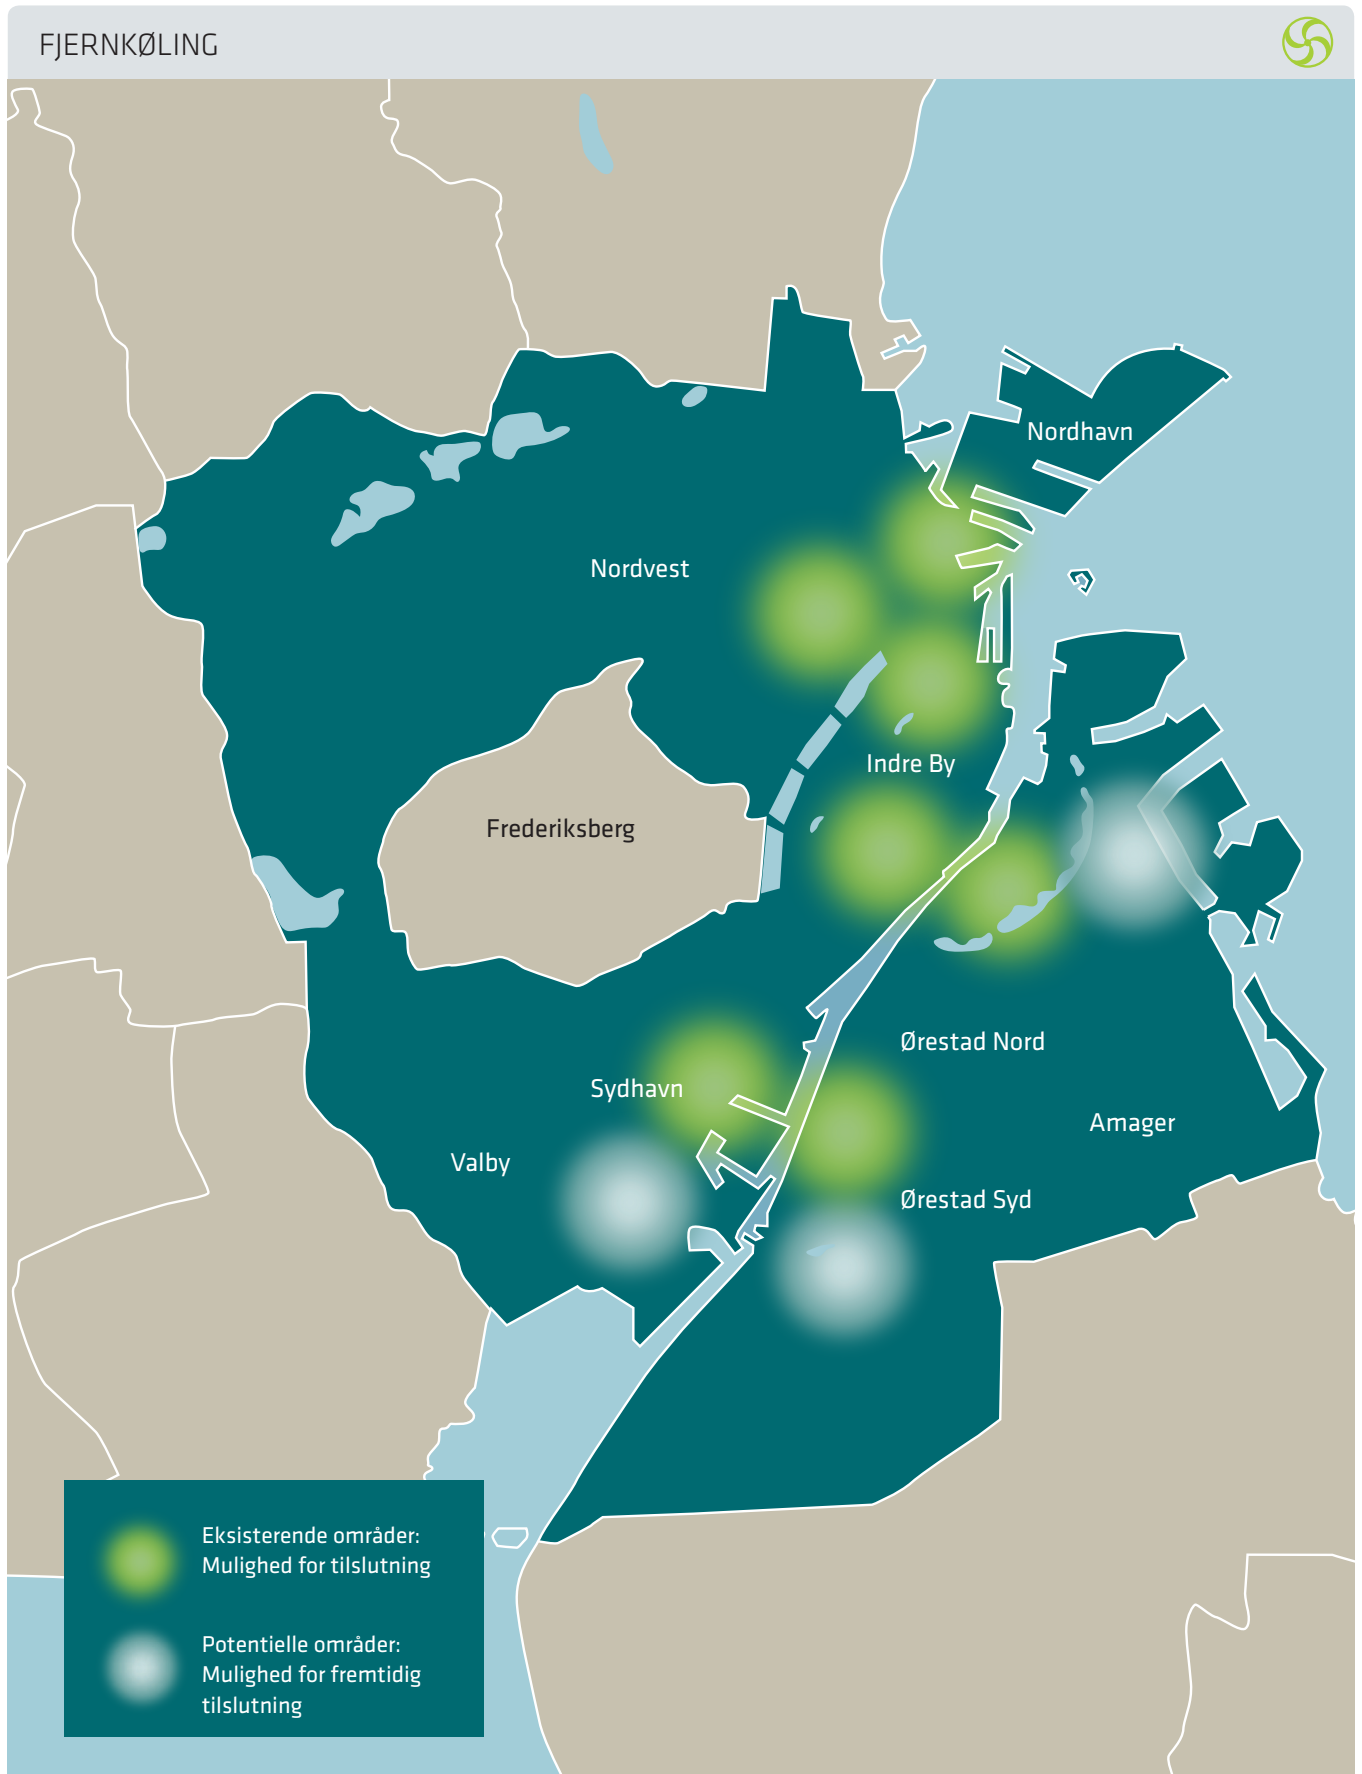 FJERNKØLING
Nordhavn
Nordvest
Indre By
Frederiksberg
Ørestad Nord
Sydhavn
Amager
Valby
Ørestad Syd
Eksisterende områder:
Mulighed for tilslutning
Potentielle områder:
Mulighed for fremtidig
tilslutning